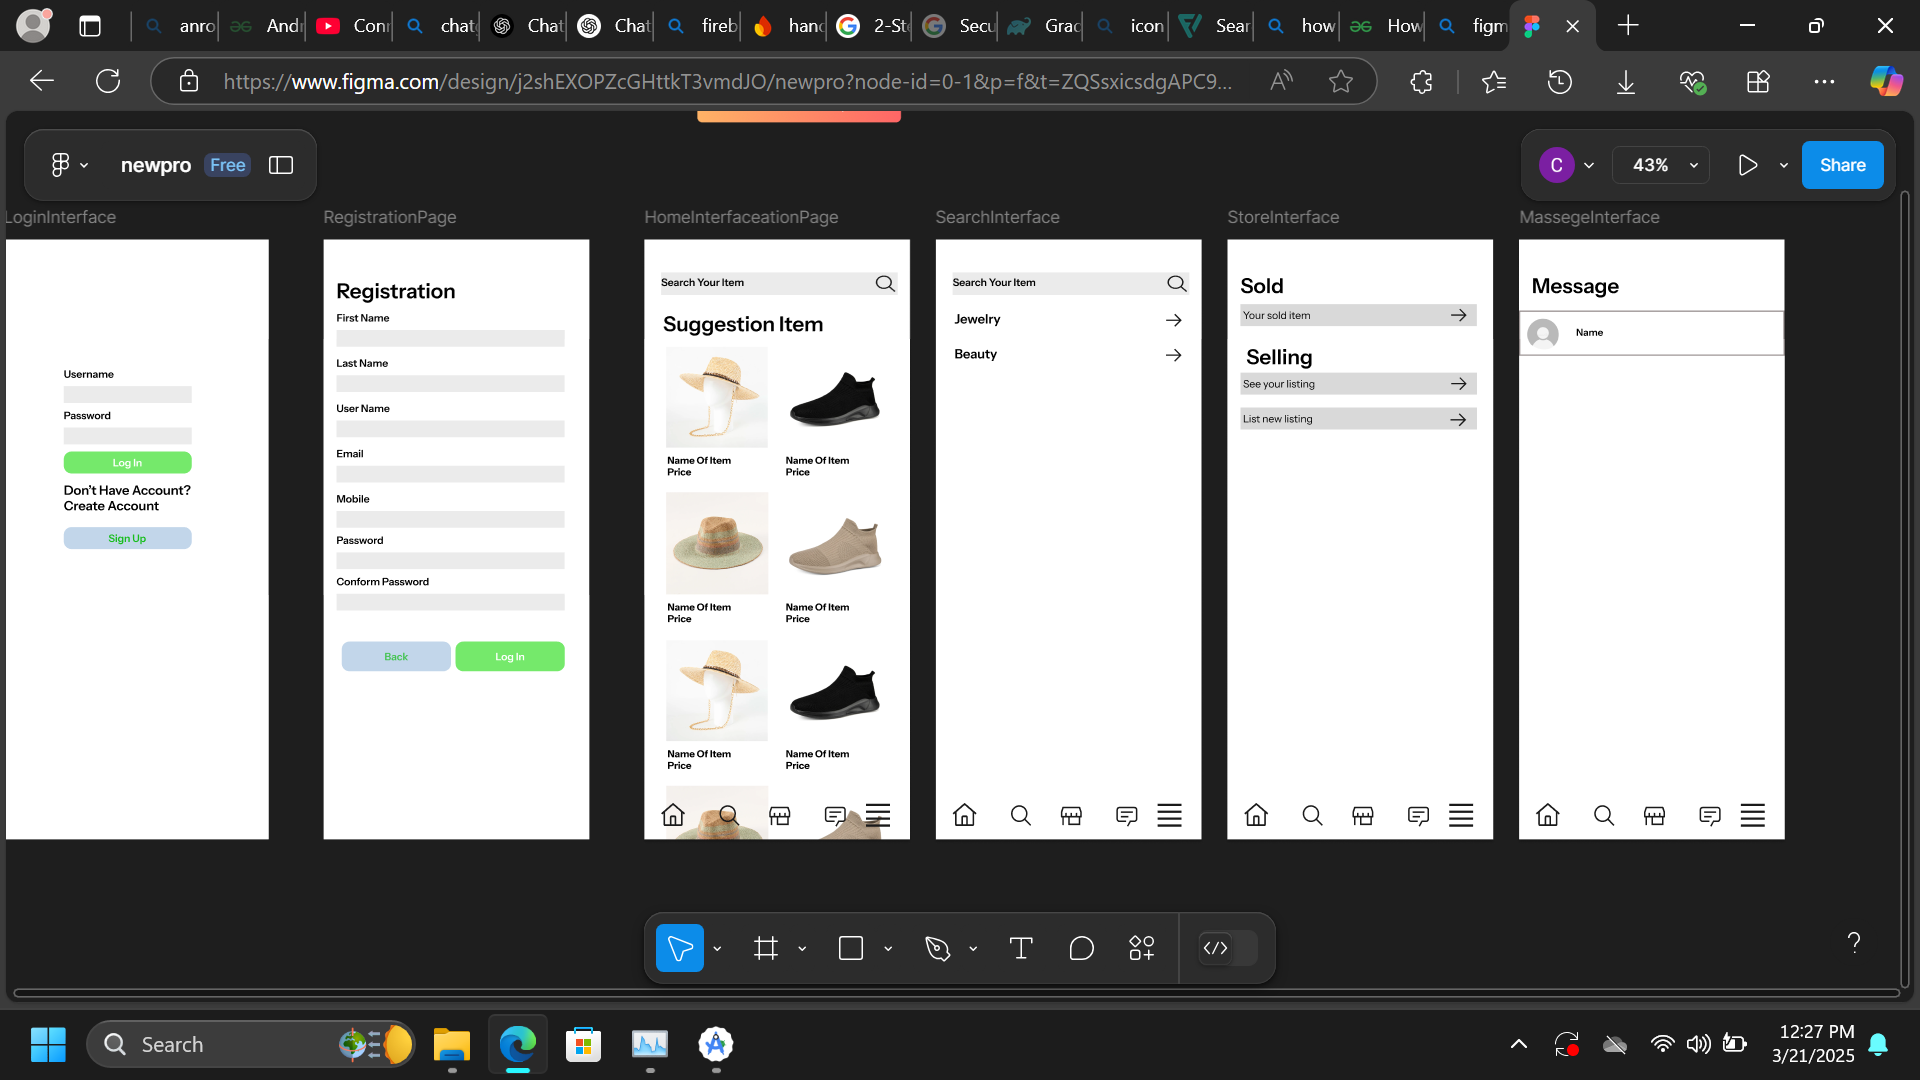 anro
Andr
Conn
chatg
Chat
Chat
fireb
hand
2-Ste
Secu
Grad
icon
Sear
how
How
figm
https://www.figma.com/design/j2shEXOPZcGHttkT3vmdJO/newpro?node-id=0-1&p=f&t=ZQSsxicsdgAPC9...
newpro Free
C
43%
Share
LoginInterface
Username
Password
Log In
Don't Have Account?
Create Account
Sign Up
RegistrationPage
Registration
First Name
Last Name
User Name
Email
Mobile
Password
Conform Password
Back
Log In
HomeInterfaceationPage
Search Your Item
Suggestion Item
Name Of Item
Price
Name Of Item
Price
Name Of Item
Price
Name Of Item
Price
Name Of Item
Price
Name Of Item
Price
SearchInterface
Search Your Item
Jewelry
Beauty
StoreInterface
Sold
Your sold item
Selling
See your listing
List new listing
MassegeInterface
Message
Name
?
Search
12:27 PM
3/21/2025